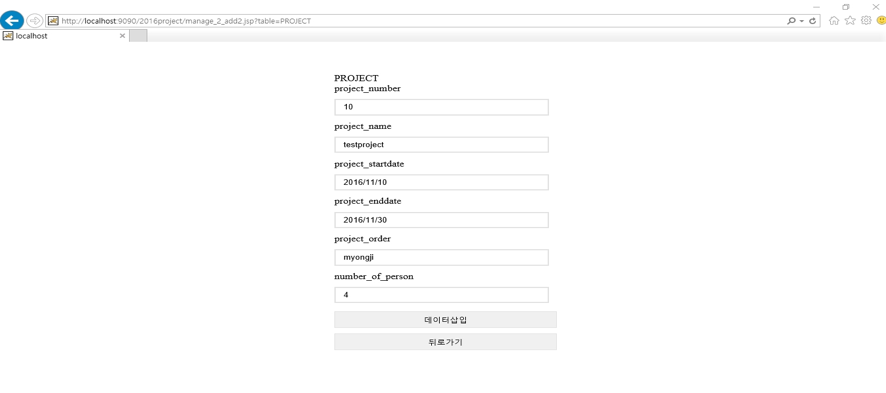 http://localhost:9090/2016project/manage_2_add2.jsp?table=PROJECT
localhost
PROJECT
project_number
10
project_name
testproject
project_startdate
2016/11/10
project_enddate
2016/11/30
project_order
myongji
number_of_person
4
데이터삽입
뒤로가기